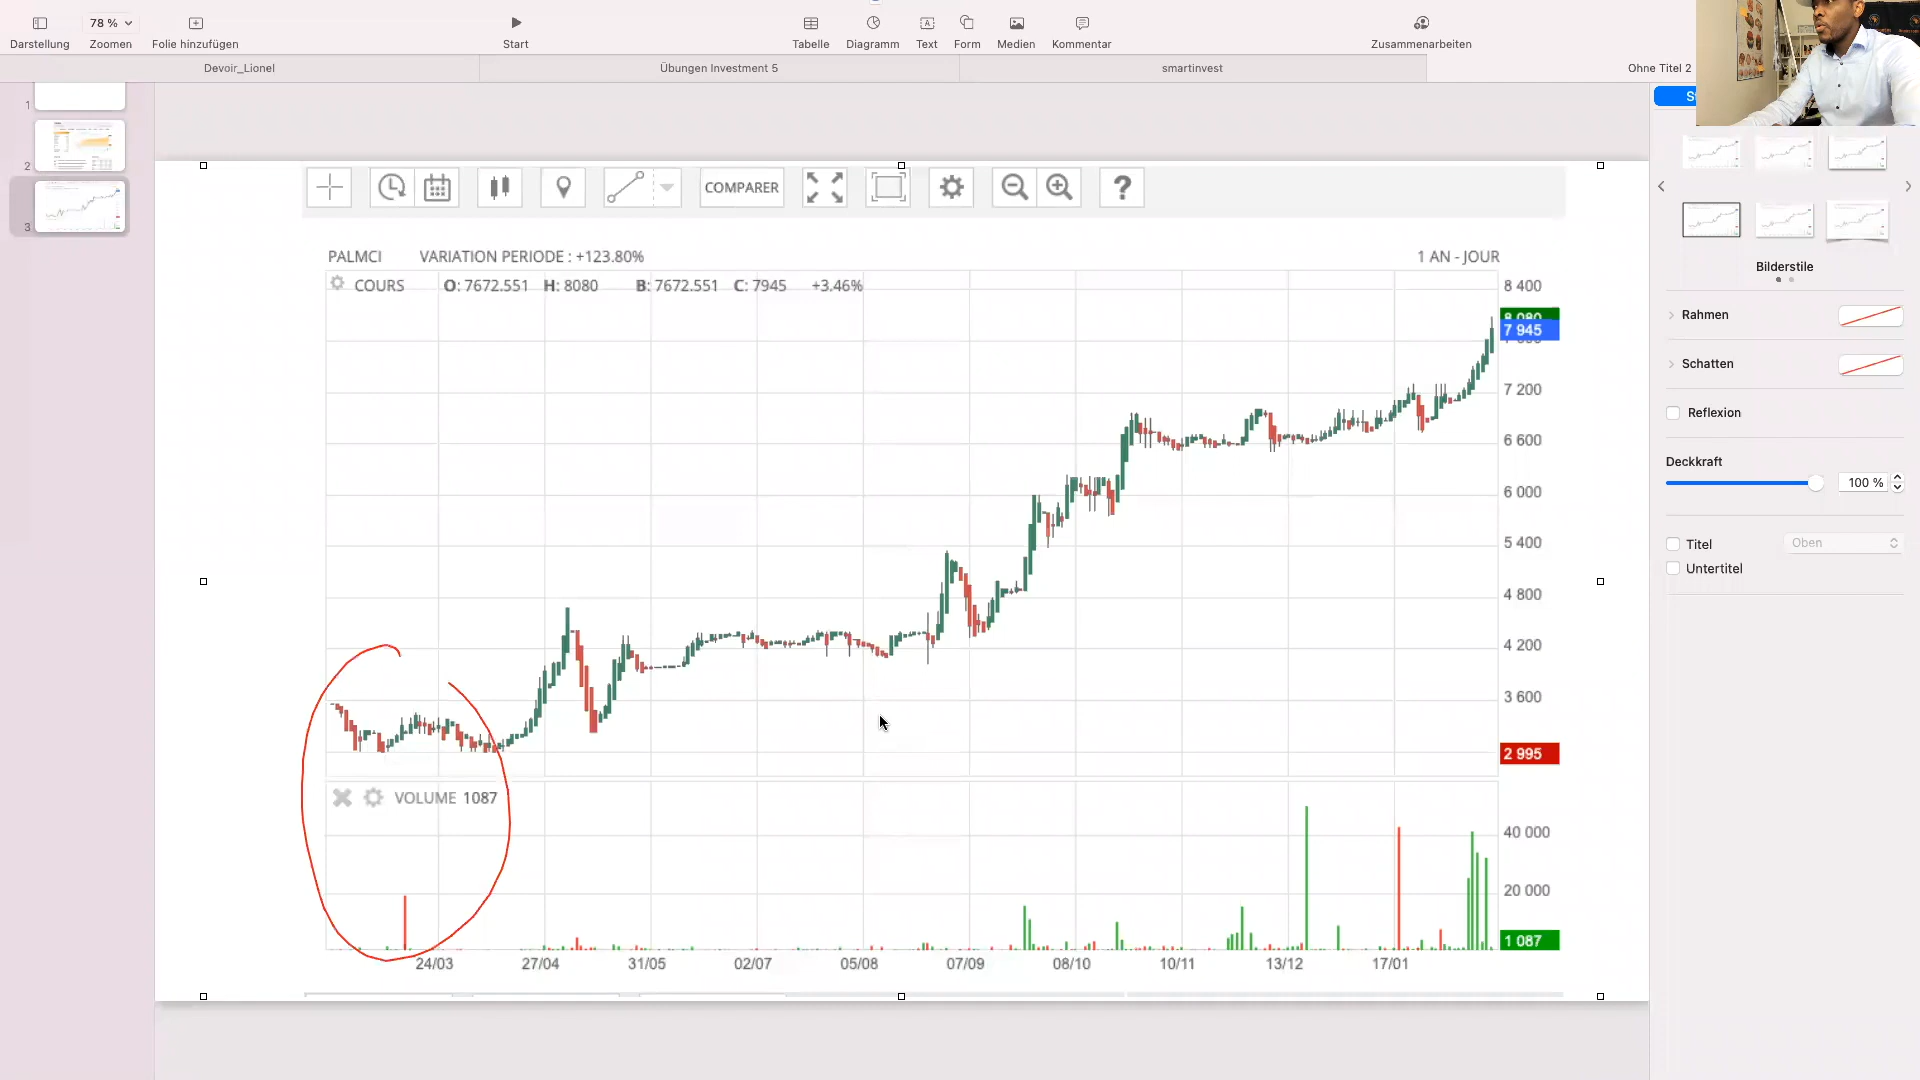 78 %
Darstellung
Zoomen
Folie hinzufügen
Start
Tabelle
Diagramm
Text
Form
Medien
Kommentar
Zusammenarbeiten
Devoir_Lionel
Übungen Investment 5
smartinvest
Ohne Titel 2
1
2
3
COMPARER
?
PALMCI VARIATION PERIODE : +123.80%
1 AN - JOUR
COURS O: 7672.551 H: 8080 B: 7672.551 C: 7945 +3.46%
8 400
8 080
7 945
7 200
6 600
6 000
5 400
4 800
4 200
3 600
2 995
VOLUME 1087
40 000
20 000
1 087
24/03
27/04
31/05
02/07
05/08
07/09
08/10
10/11
13/12
17/01
Bilderstile
Rahmen
Schatten
Reflexion
Deckkraft
100 %
Titel
Oben
Untertitel